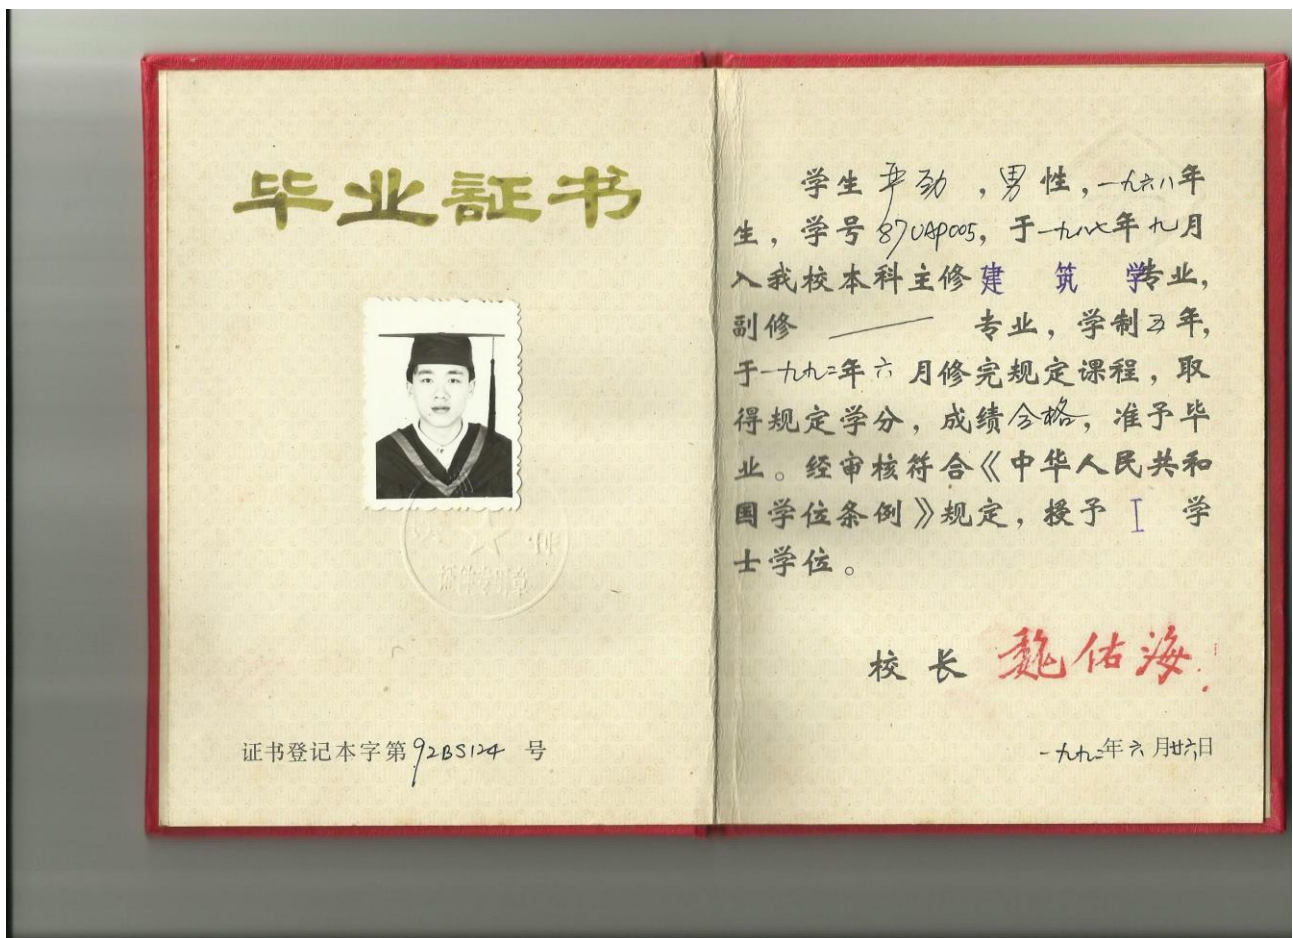 毕业証书
证书登记本字第92BS124号
学生严劲，男性，一九六八年
生，学号87UAP005，于一九八七年九月
入我校本科主修建筑学专业，
副修——专业，学制五年，
于一九九二年六月修完规定课程，取
得规定学分，成绩合格，准予毕
业。经审核符合《中华人民共和
国学位条例》规定，授予工学
士学位。
校长 魏佑海
一九九二年六月廿六日